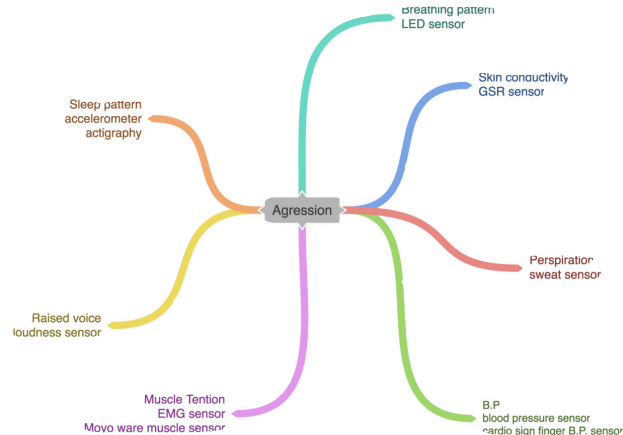 Breathing pattern
LED sensor
Skin conductivity
GSR sensor
Sleep pattern
accelerometer
actigraphy
Agression
Perspiration
sweat sensor
Raised voice
loudness sensor
Muscle Tention
EMG sensor
Movo ware muscle sensor
B.P
blood pressure sensor
cardio sign finger B.P. sensor